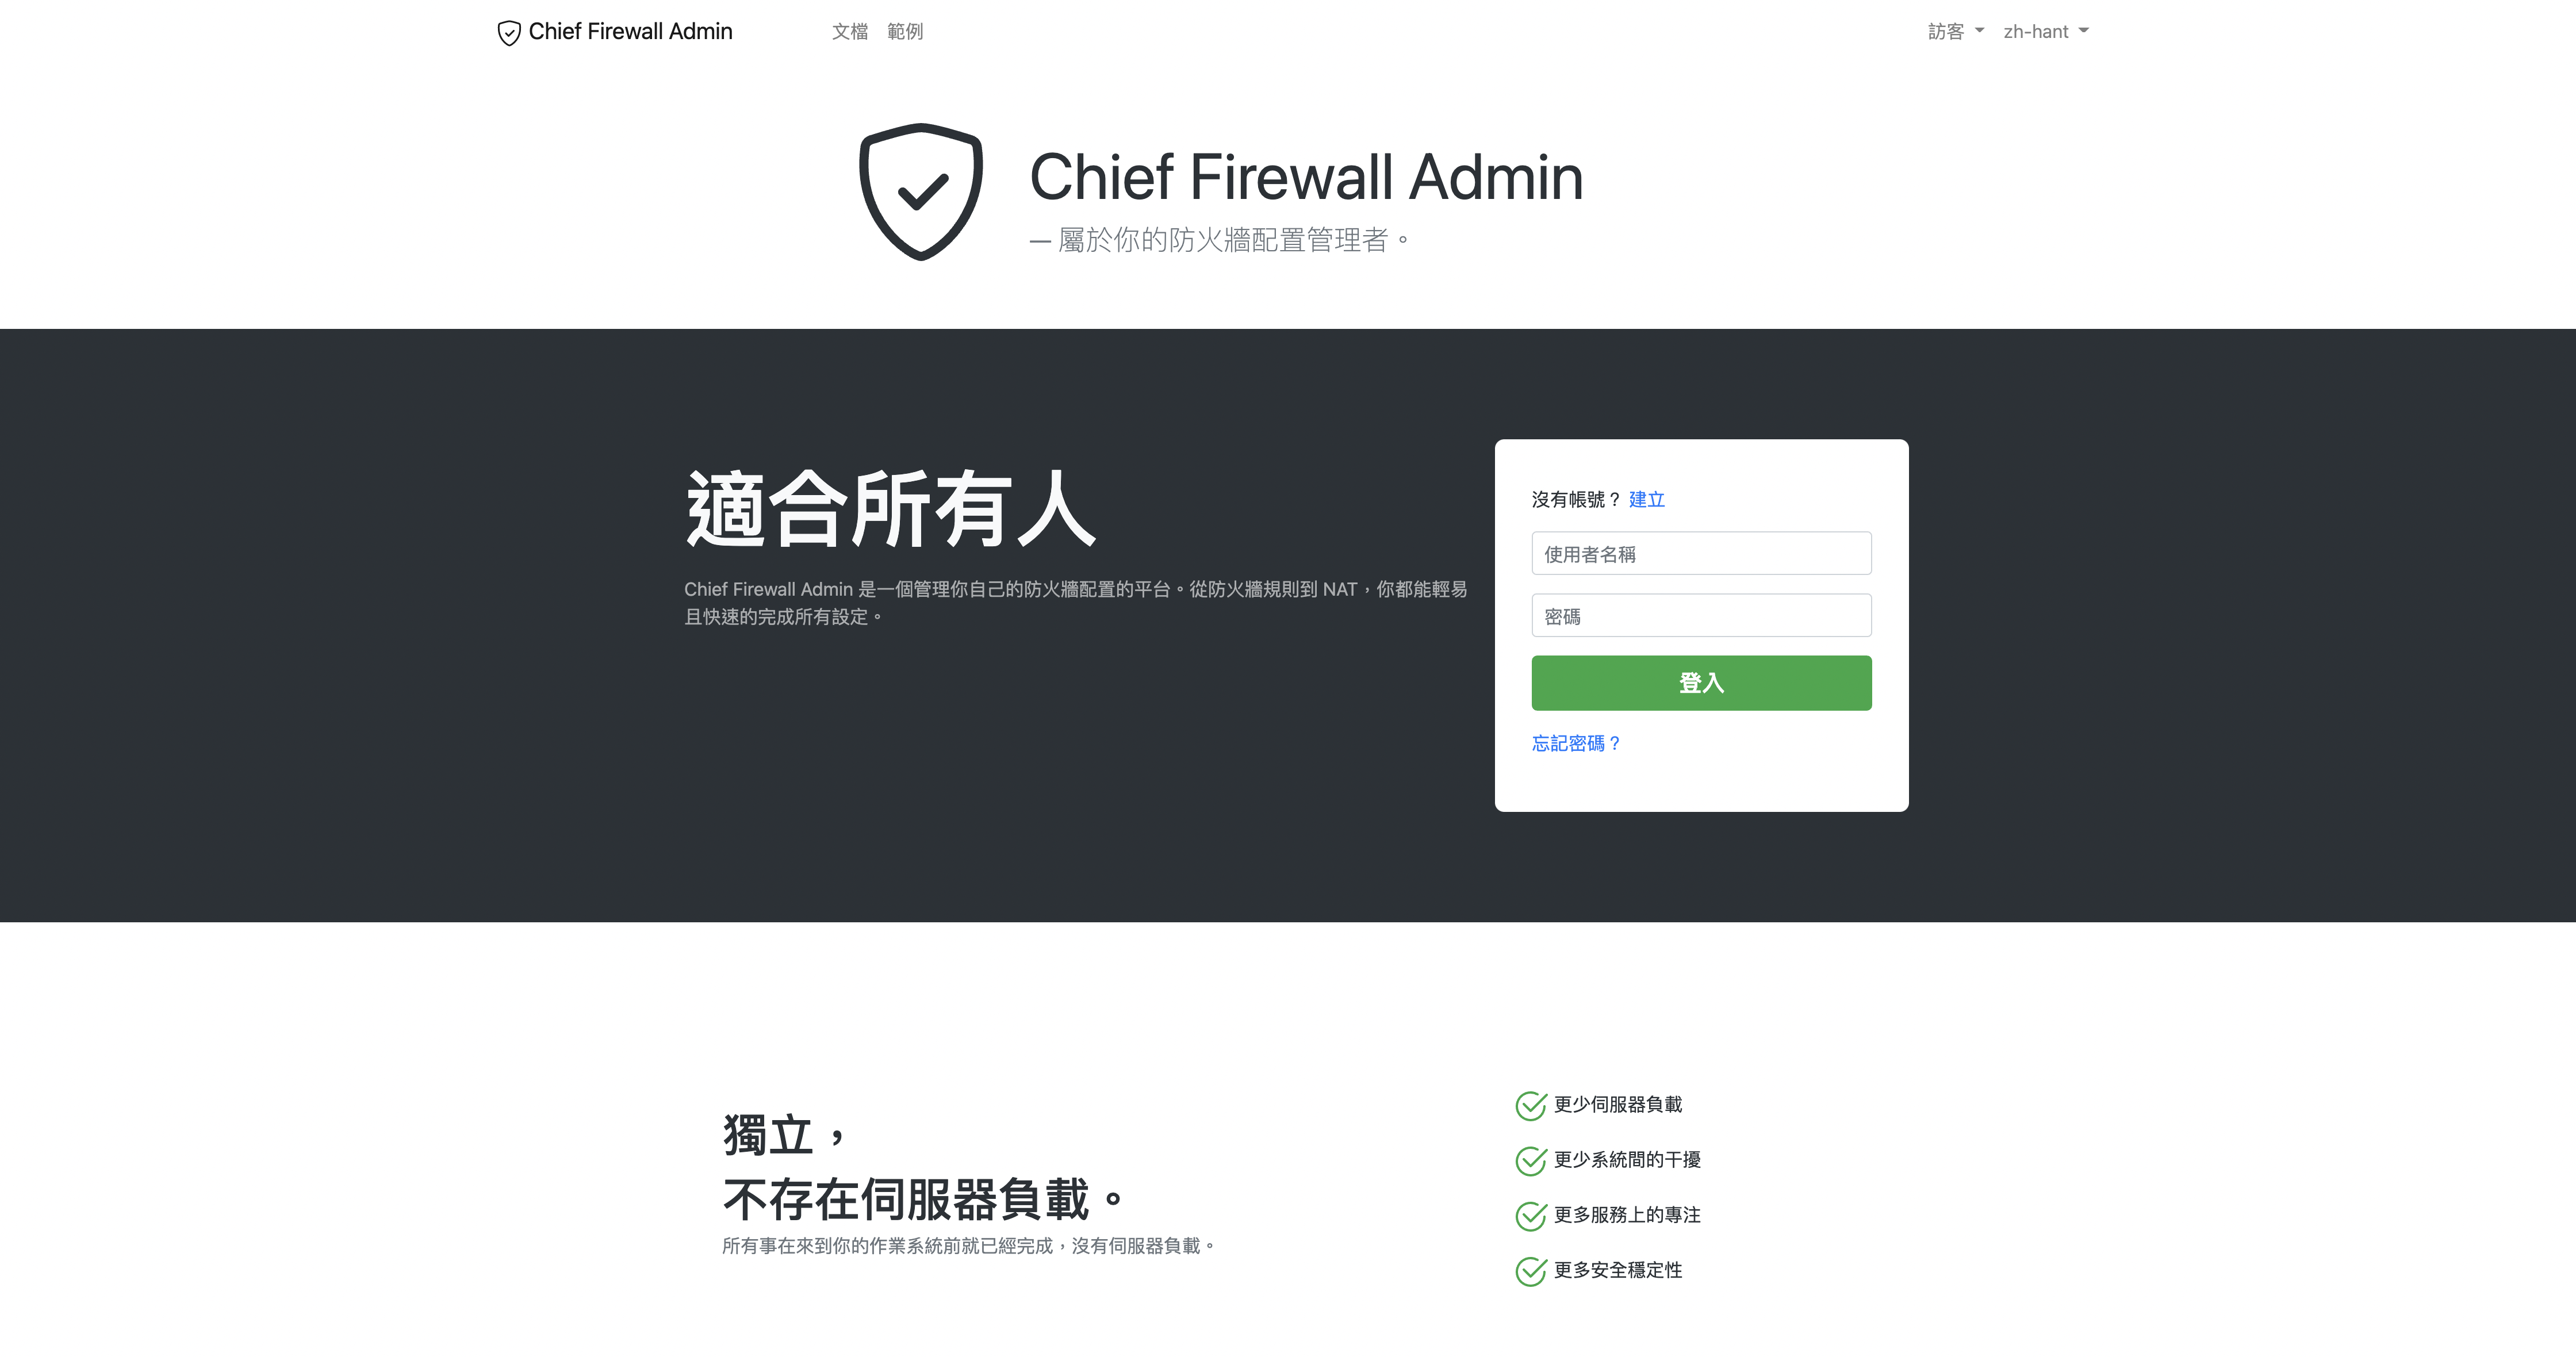 Chief Firewall Admin
文檔
範例
訪客
zh-hant
Chief Firewall Admin
— 屬於你的防火牆配置管理者。
適合所有人
Chief Firewall Admin 是一個管理你自己的防火牆配置的平台。從防火牆規則到 NAT，你都能輕易
且快速的完成所有設定。
沒有帳號？ 建立
使用者名稱
密碼
登入
忘記密碼？
獨立，
不存在伺服器負載。
所有事在來到你的作業系統前就已經完成，沒有伺服器負載。
更少伺服器負載
更少系統間的干擾
更多服務上的專注
更多安全穩定性